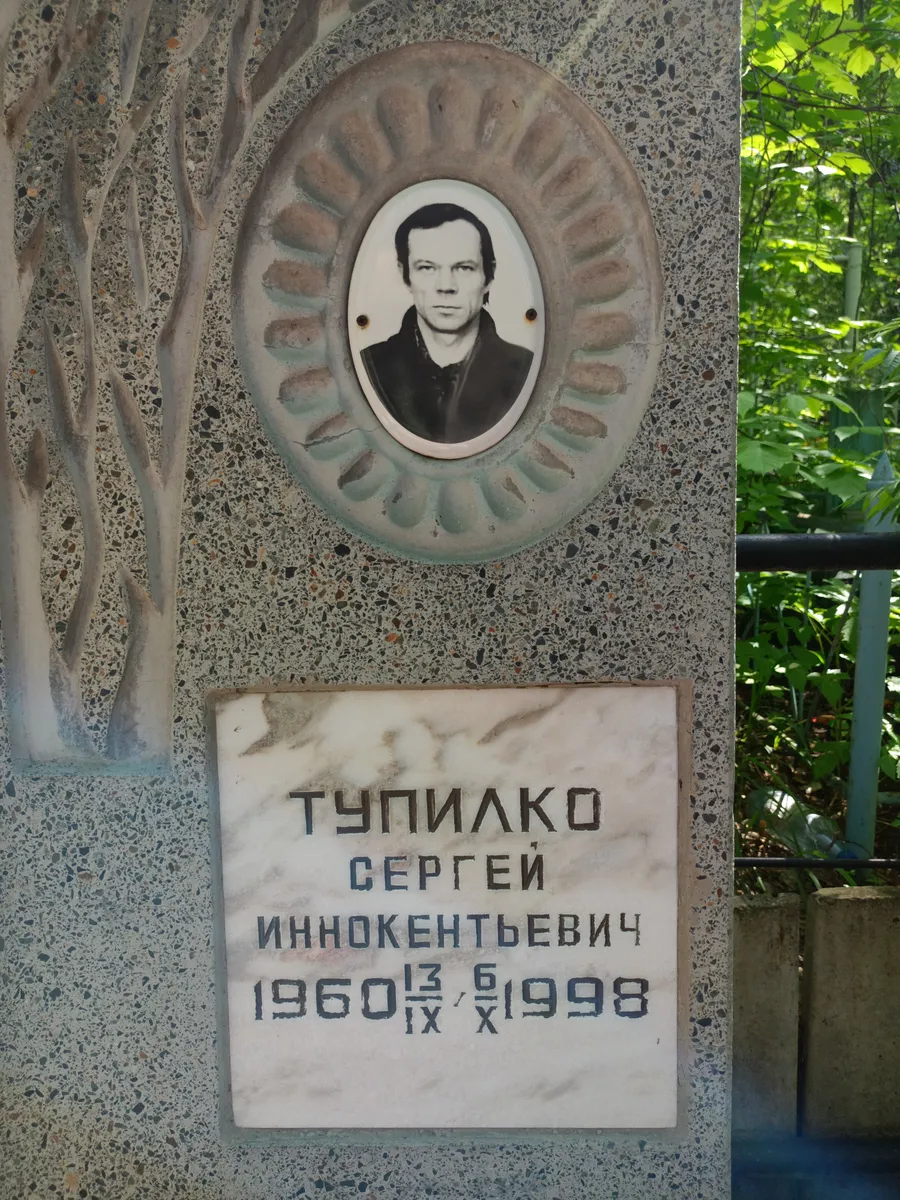 ТУПИЛКО
СЕРГЕЙ
ИННОКЕНТЬЕВИЧ
1960 13/IX 6/X 1998